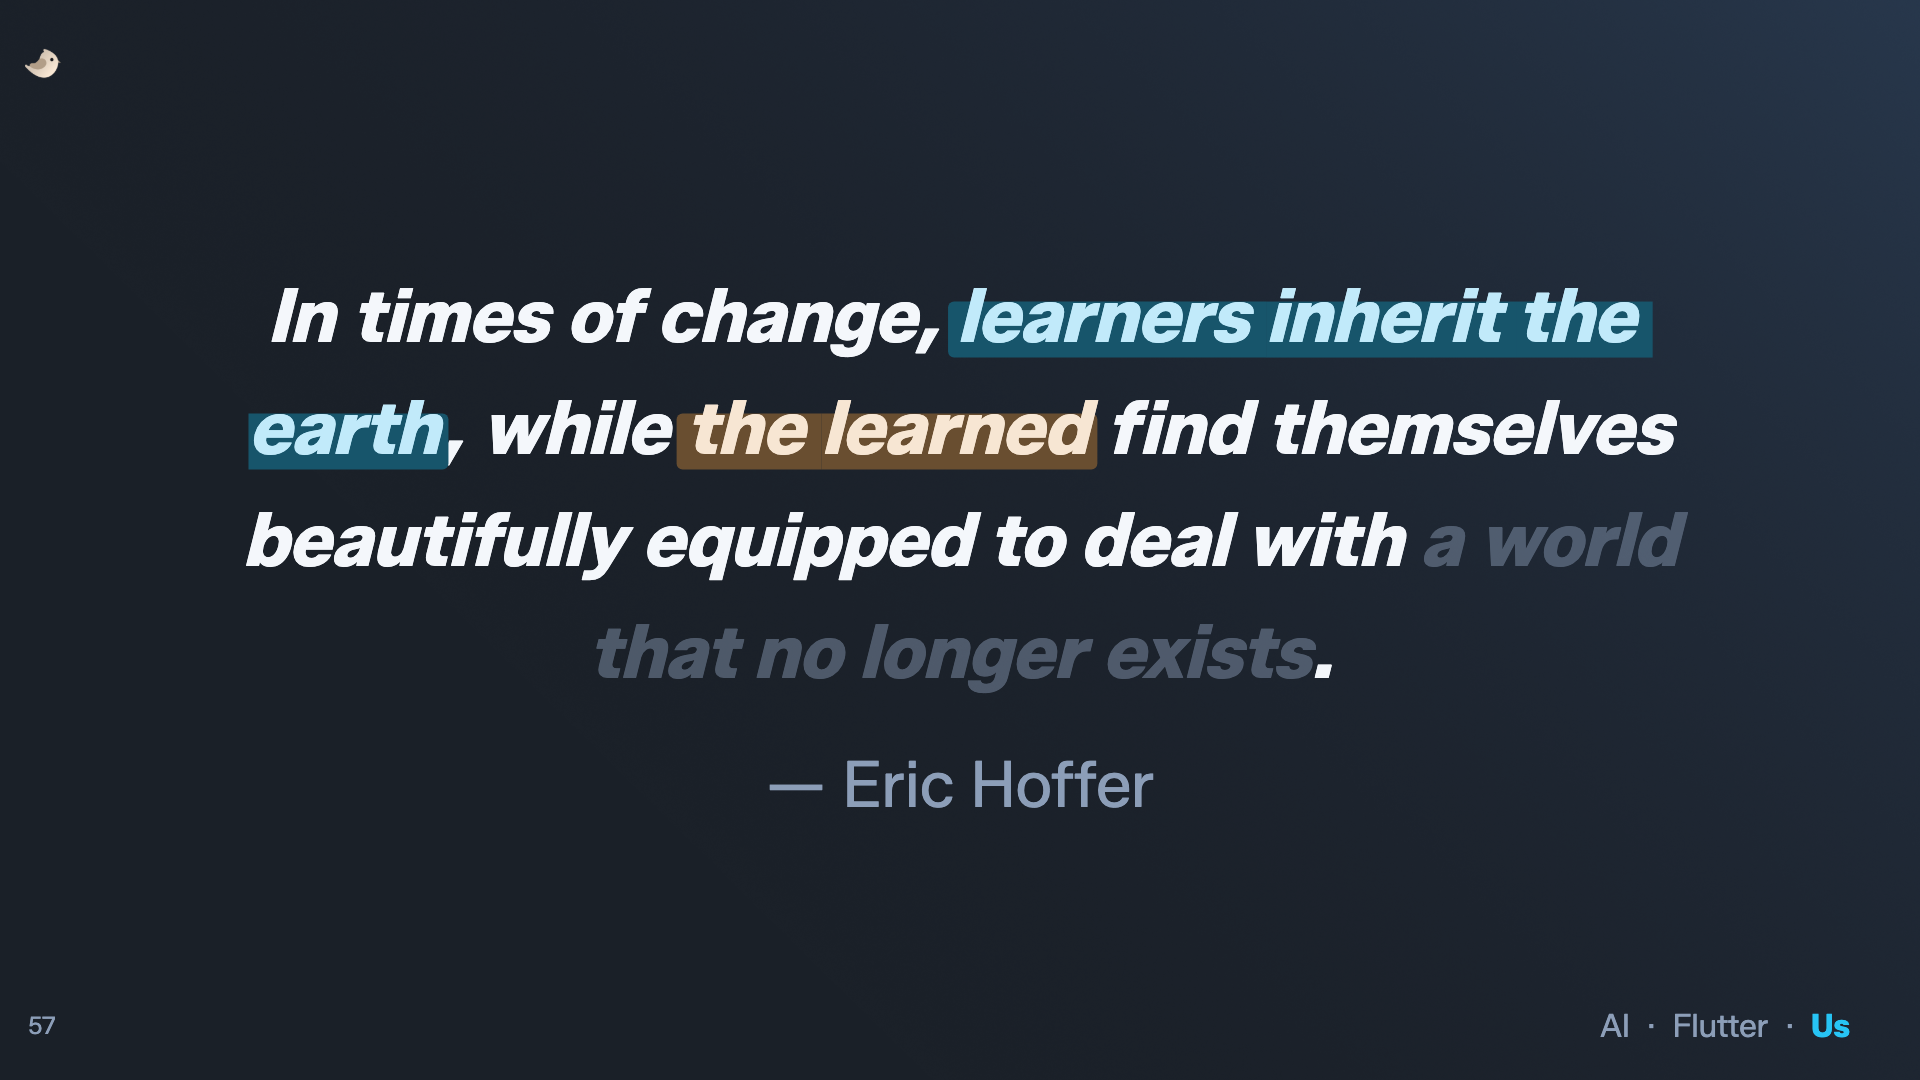 In times of change, learners inherit the
earth, while the learned find themselves
beautifully equipped to deal with a world
that no longer exists.
— Eric Hoffer
57
AI · Flutter · Us